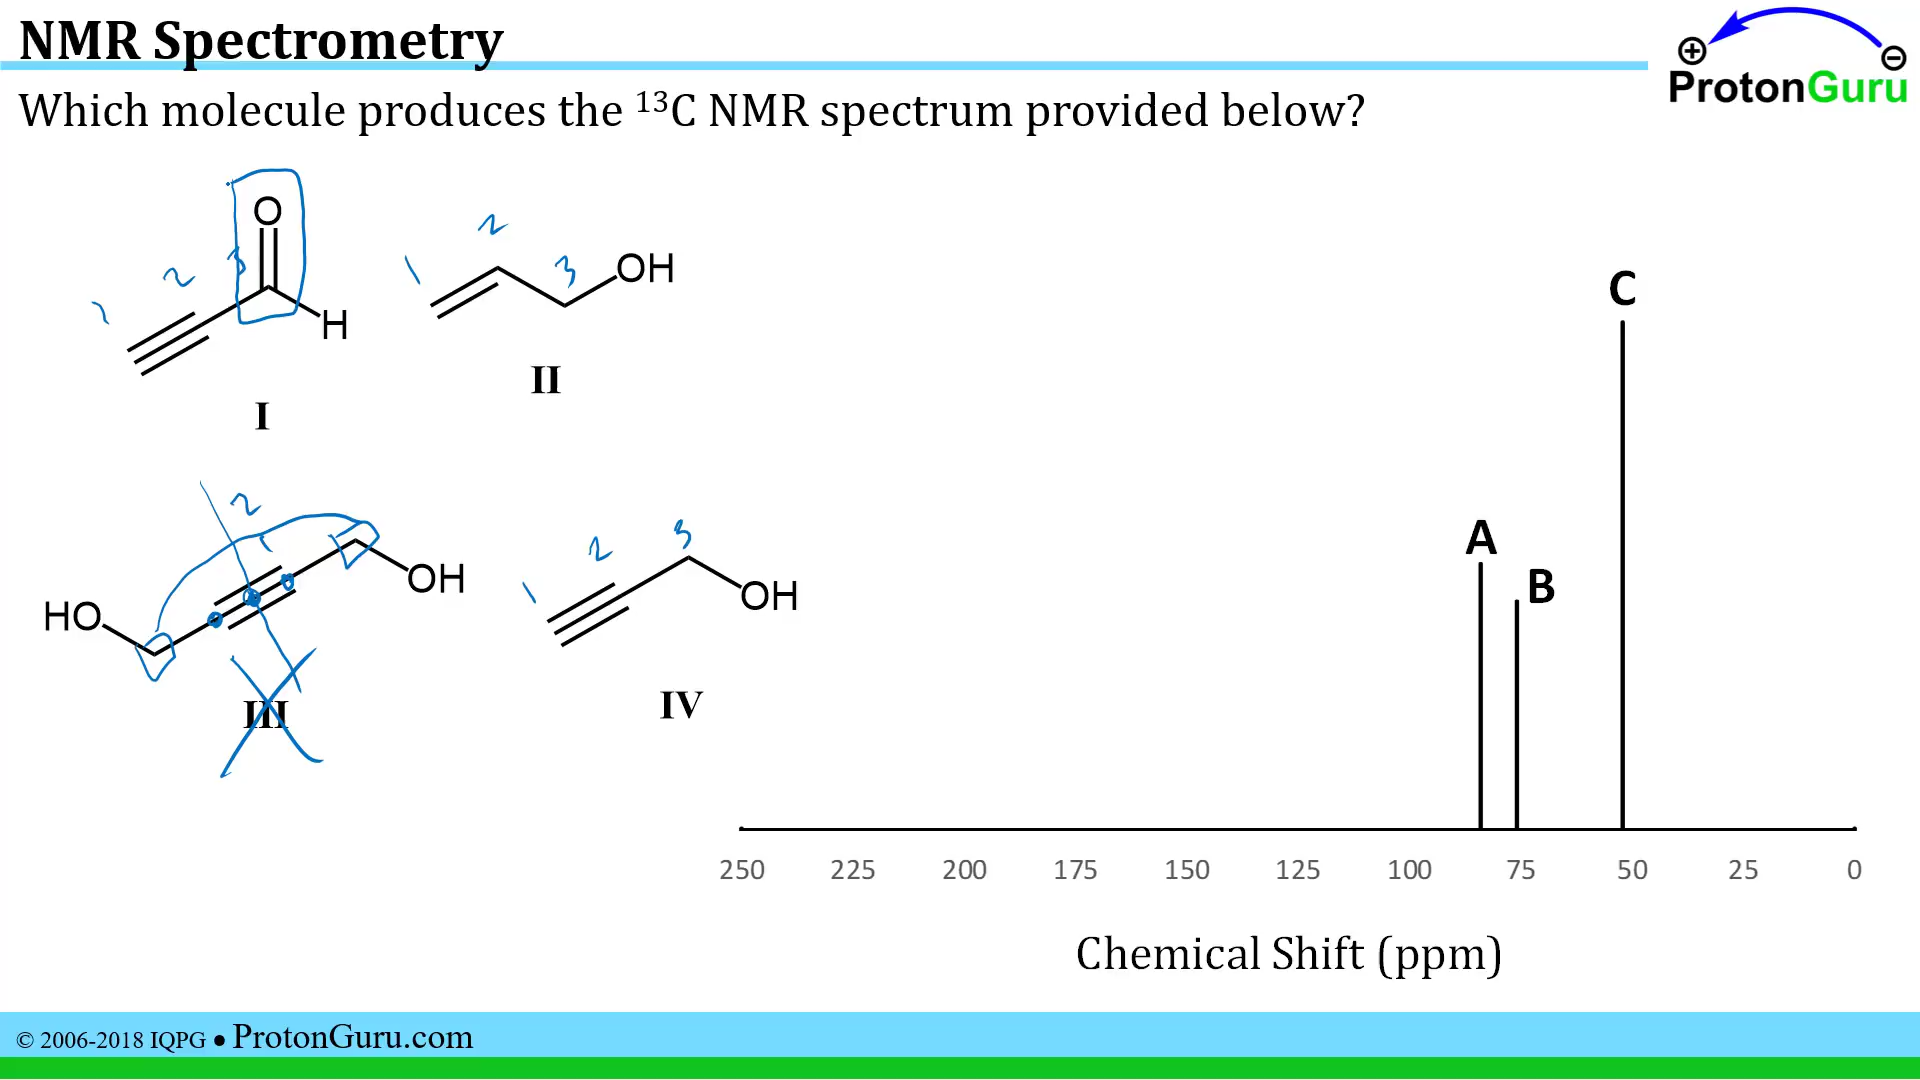 NMR Spectrometry
ProtonGuru
Which molecule produces the ¹³C NMR spectrum provided below?
1 2 3
O
H
I
1 2 3
OH
II
2
1
HO
OH
III
1 2 3
OH
IV
A
B
C
250 225 200 175 150 125 100 75 50 25 0
Chemical Shift (ppm)
© 2006-2018 IQPG ● ProtonGuru.com